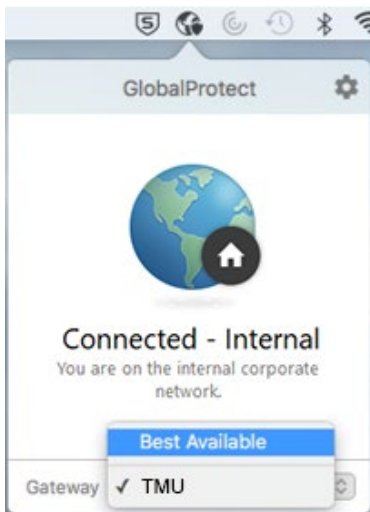 GlobalProtect
Connected - Internal
You are on the internal corporate
network.
Best Available
Gateway ✓ TMU